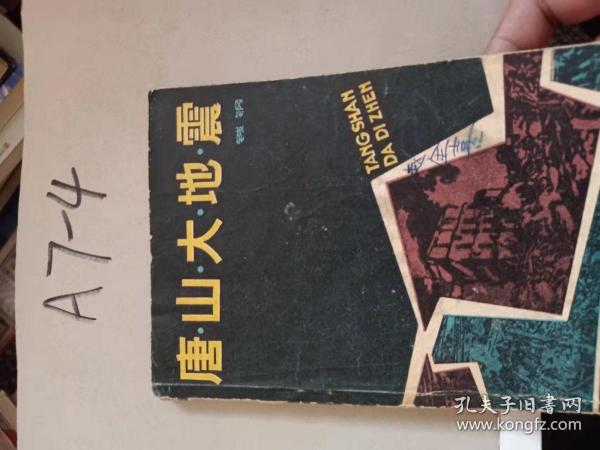 A7-4
唐·山·大·地·震
钱 钢
TANGSHAN
DA DI ZHEN
孔夫子旧书网
www.kongfz.com